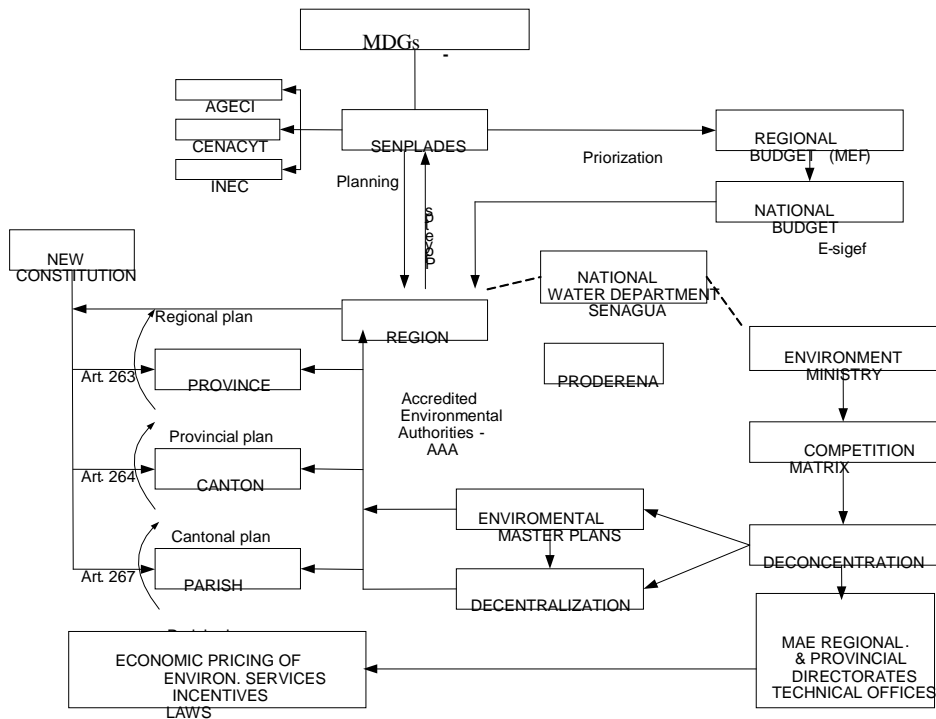 MDGs
-
AGECI
CENACYT
INEC
SENPLADES
Planning
Priorization
REGIONAL
BUDGET (MEF)
NATIONAL
BUDGET
E-sigef
NEW
CONSTITUTION
NATIONAL
WATER DEPARTMENT
SENAGUA
Regional plan
REGION
ENVIRONMENT
MINISTRY
PRODERENA
Art. 263
PROVINCE
Accredited
Environmental
Authorities -
AAA
Provincial plan
Art. 264
CANTON
COMPETITION
MATRIX
ENVIROMENTAL
MASTER PLANS
Cantonal plan
Art. 267
PARISH
DECENTRALIZATION
DECONCENTRATION
ECONOMIC PRICING OF
ENVIRON. SERVICES
INCENTIVES
LAWS
MAE REGIONAL.
& PROVINCIAL
DIRECTORATES
TECHNICAL OFFICES